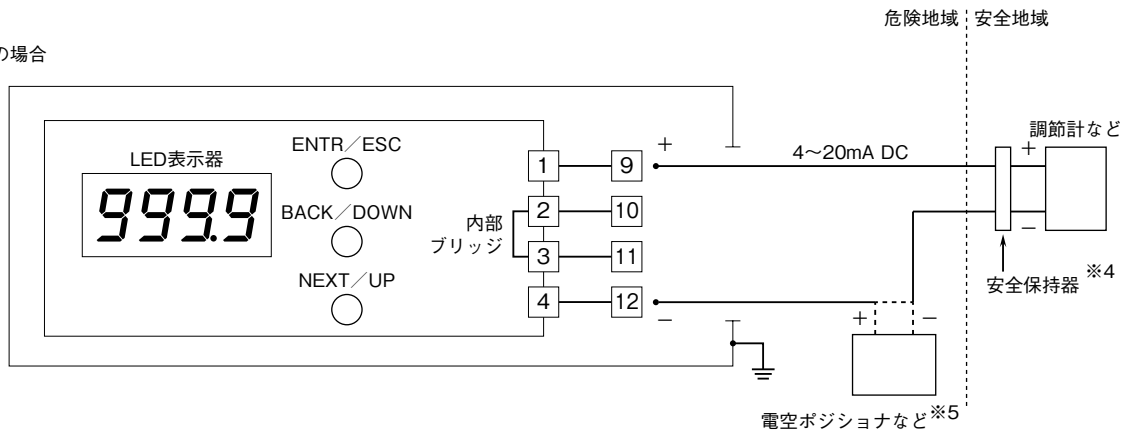 の場合
危険地域
安全地域
LED表示器
999.9
ENTR／ESC
BACK／DOWN
NEXT／UP
内部
ブリッジ
1
2
3
4
9
10
11
12
+
−
4～20mA DC
調節計など
+
−
安全保持器 ※4
+
−
電空ポジショナなど※5